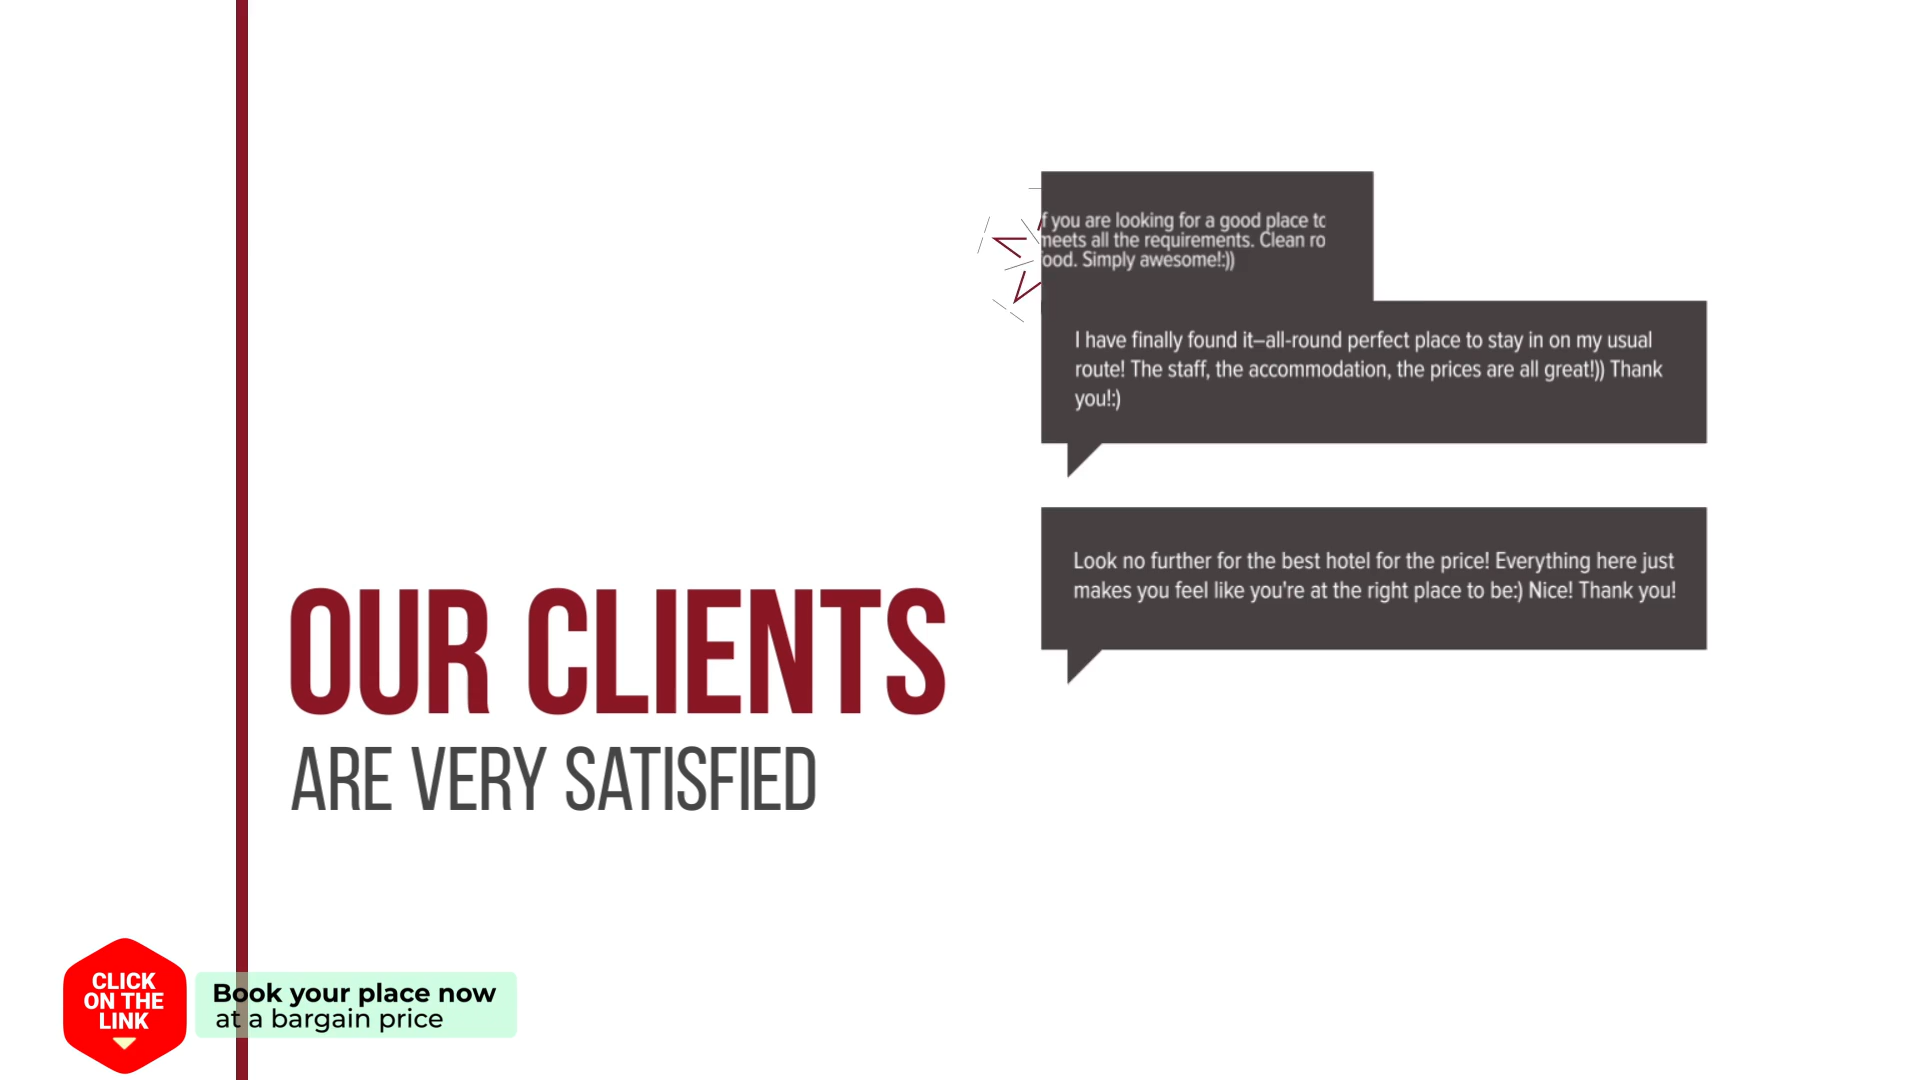 you are looking for a good place
all the requirements. Clean
Simply awesome!:))
I have finally found it–all-round perfect place to stay in on my usual
route! The staff, the accommodation, the prices are all great!)) Thank
you!:)
Look no further for the best hotel for the price! Everything here just
makes you feel like you're at the right place to be:) Nice! Thank you!
OUR CLIENTS
ARE VERY SATISFIED
CLICK
ON THE
LINK
Book your place now
at a bargain price